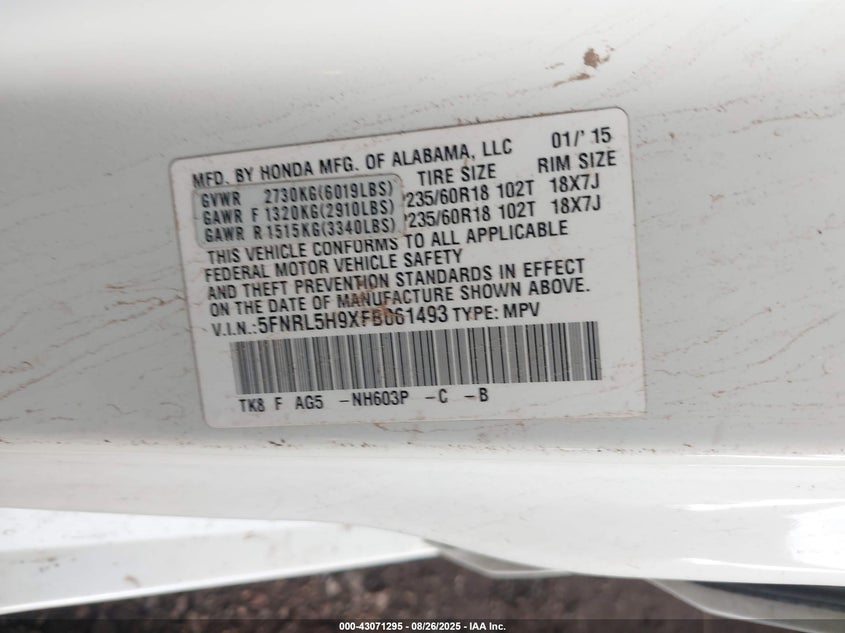 MFD. BY HONDA MFG. OF ALABAMA, LLC 01/' 15
TIRE SIZE RIM SIZE
GVWR 2730KG(6019LBS)
GAWR F 1320KG(2910LBS) P235/60R18 102T 18X7J
GAWR R 1515KG(3340LBS) P235/60R18 102T 18X7J
THIS VEHICLE CONFORMS TO ALL APPLICABLE
FEDERAL MOTOR VEHICLE SAFETY
AND THEFT PREVENTION STANDARDS IN EFFECT
ON THE DATE OF MANUFACTURE SHOWN ABOVE.
V.I.N.:5FNRL5H9XFB061493 TYPE: MPV
TK8 F AG5 -NH603P -C -B
000-43071295 - 08/26/2025 - IAA Inc.